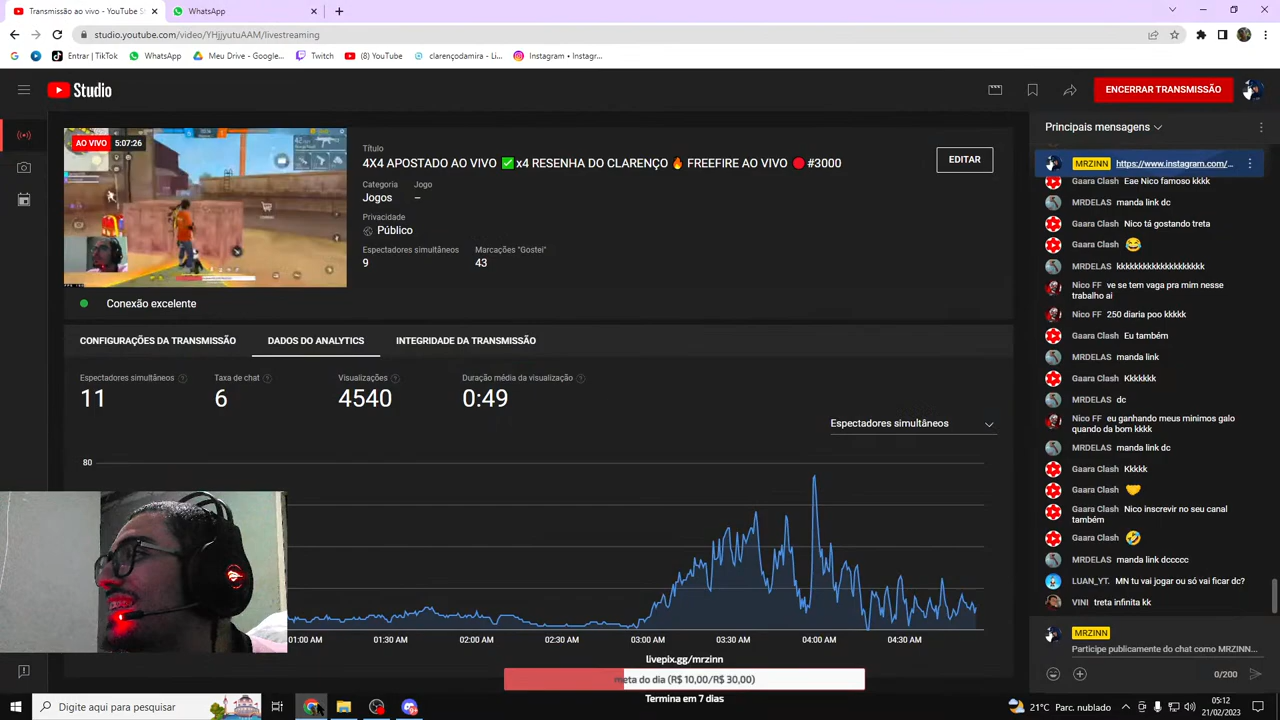 Transmissão ao vivo - YouTube S
WhatsApp
studio.youtube.com/video/YHjjyutuAAM/livestreaming
Entrar | TikTok
WhatsApp
Meu Drive - Google...
Twitch
(8) YouTube
clarençodamira - Li...
Instagram • Instagr...
Studio
ENCERRAR TRANSMISSÃO
AO VIVO 5:07:26
Título
4X4 APOSTADO AO VIVO ✅ x4 RESENHA DO CLARENÇO 🔥 FREEFIRE AO VIVO 🔴 #3000
EDITAR
Categoria Jogo
Jogos –
Privacidade
Público
Espectadores simultâneos Marcações "Gostei"
9 43
Conexão excelente
CONFIGURAÇÕES DA TRANSMISSÃO
DADOS DO ANALYTICS
INTEGRIDADE DA TRANSMISSÃO
Espectadores simultâneos Taxa de chat Visualizações Duração média da visualização
11 6 4540 0:49
Espectadores simultâneos
80
01:00 AM 01:30 AM 02:00 AM 02:30 AM 03:00 AM 03:30 AM 04:00 AM 04:30 AM
livepix.gg/mrzinn
meta do dia (R$ 10,00/R$ 30,00)
Termina em 7 dias
Principais mensagens
MRZINN https://www.instagram.com/...
Gaara Clash Eae Nico famoso kkkk
MRDELAS manda link dc
Gaara Clash Nico tá gostando treta
Gaara Clash 😂
MRDELAS kkkkkkkkkkkkkkkkkkkk
Nico FF ve se tem vaga pra mim nesse
trabalho ai
Nico FF 250 diaria poo kkkkk
Gaara Clash Eu também
MRDELAS manda link
Gaara Clash Kkkkkkk
MRDELAS dc
Nico FF eu ganhando meus minimos galo
quando da bom kkkk
MRDELAS manda link dc
Gaara Clash Kkkkk
Gaara Clash 🤝
Gaara Clash Nico inscrevir no seu canal
também
Gaara Clash 🤣
MRDELAS manda link dccccc
LUAN_YT. MN tu vai jogar ou só vai ficar dc?
VINI treta infinita kk
MRZINN
Participe publicamente do chat como MRZINN...
0/200
Digite aqui para pesquisar
21°C Parc. nublado
05:12
21/02/2023